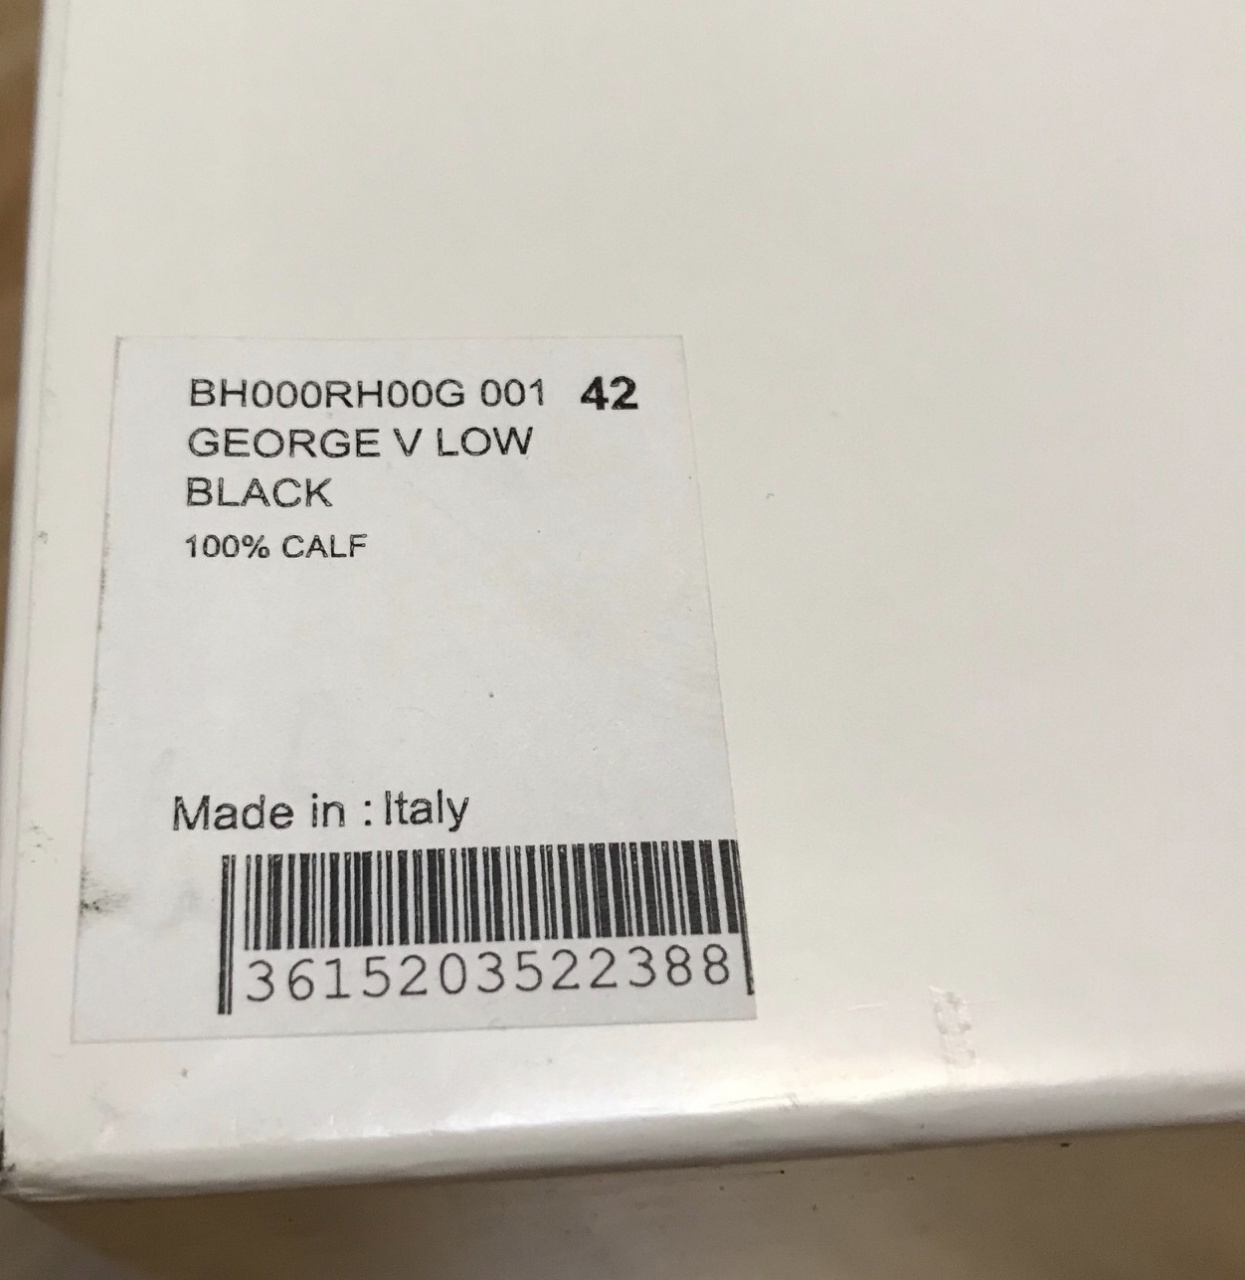 BH000RH00G 001 42
GEORGE V LOW
BLACK
100% CALF
Made in : Italy
3615203522388